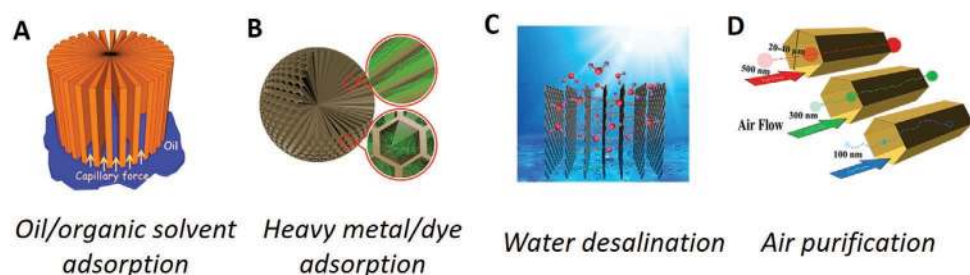 A
B
C
D
Oil
Capillary force
20-40 μm
500 nm
300 nm
Air Flow
100 nm
Oil/organic solvent
adsorption
Heavy metal/dye
adsorption
Water desalination
Air purification